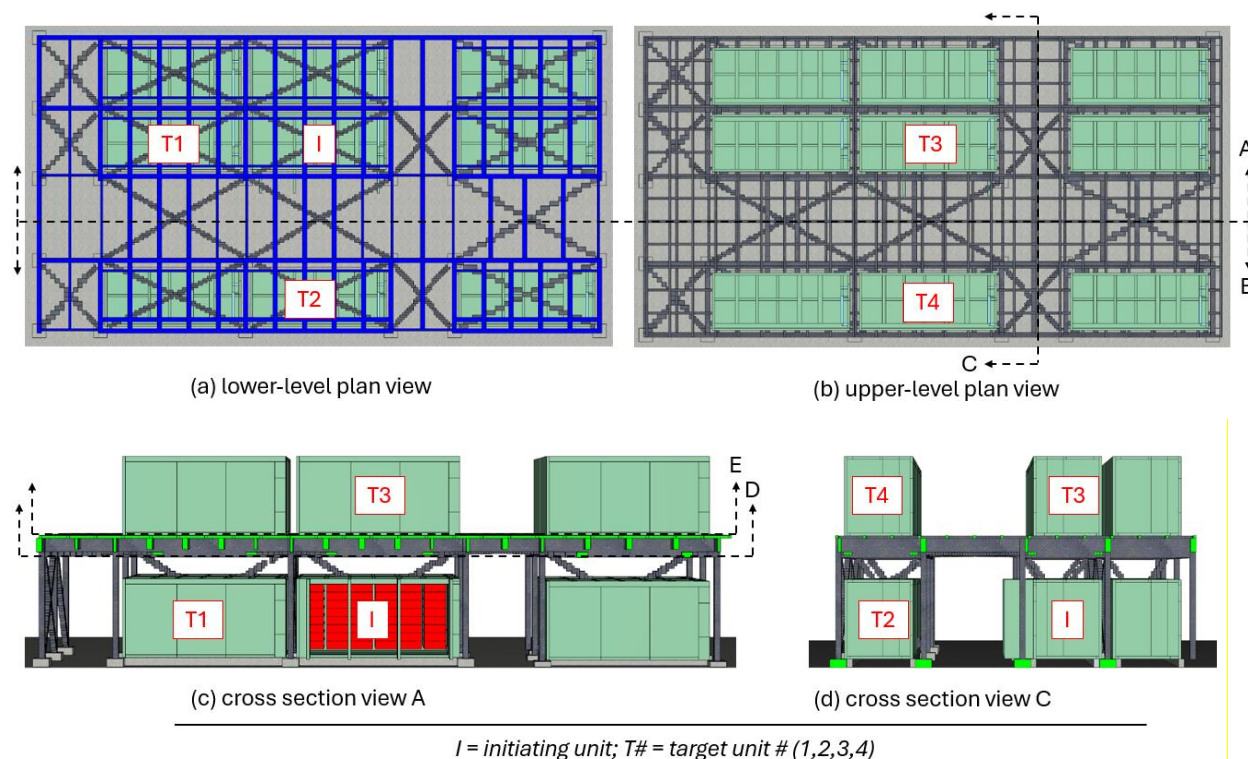 T1
I
T2
(a) lower-level plan view
T3
T4
A
B
C
(b) upper-level plan view
T3
E
D
T1
I
(c) cross section view A
T4
T3
T2
I
(d) cross section view C
I = initiating unit; T# = target unit # (1,2,3,4)